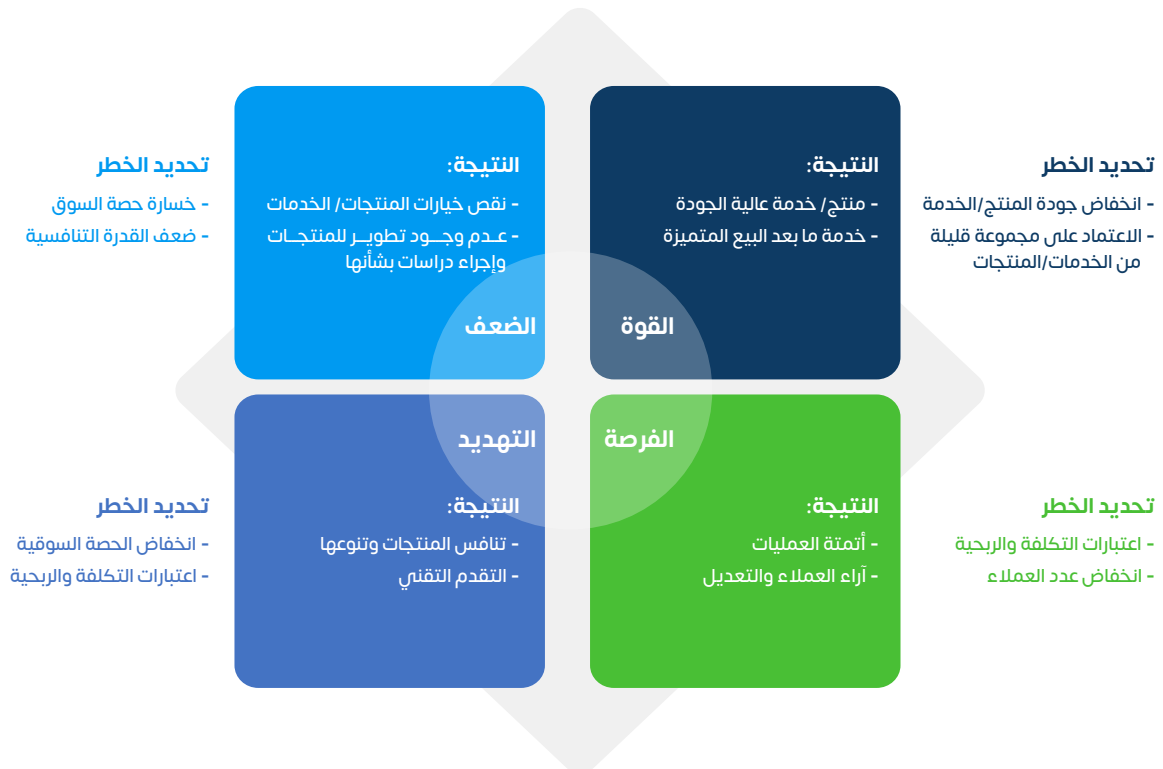 تحديد الخطر
- انخفاض جودة المنتج/الخدمة
- الاعتماد على مجموعة قليلة
من الخدمات/المنتجات
النتيجة:
- منتج/ خدمة عالية الجودة
- خدمة ما بعد البيع المتميزة
القوة
النتيجة:
- نقص خيارات المنتجات/ الخدمات
- عـدم وجـــود تطويــر للمنتجــات
وإجراء دراسات بشأنها
الضعف
تحديد الخطر
- خسارة حصة السوق
- ضعف القدرة التنافسية
تحديد الخطر
- اعتبارات التكلفة والربحية
- انخفاض عدد العملاء
الفرصة
النتيجة:
- أتمتة العمليات
- آراء العملاء والتعديل
التهديد
النتيجة:
- تنافس المنتجات وتنوعها
- التقدم التقني
تحديد الخطر
- انخفاض الحصة السوقية
- اعتبارات التكلفة والربحية